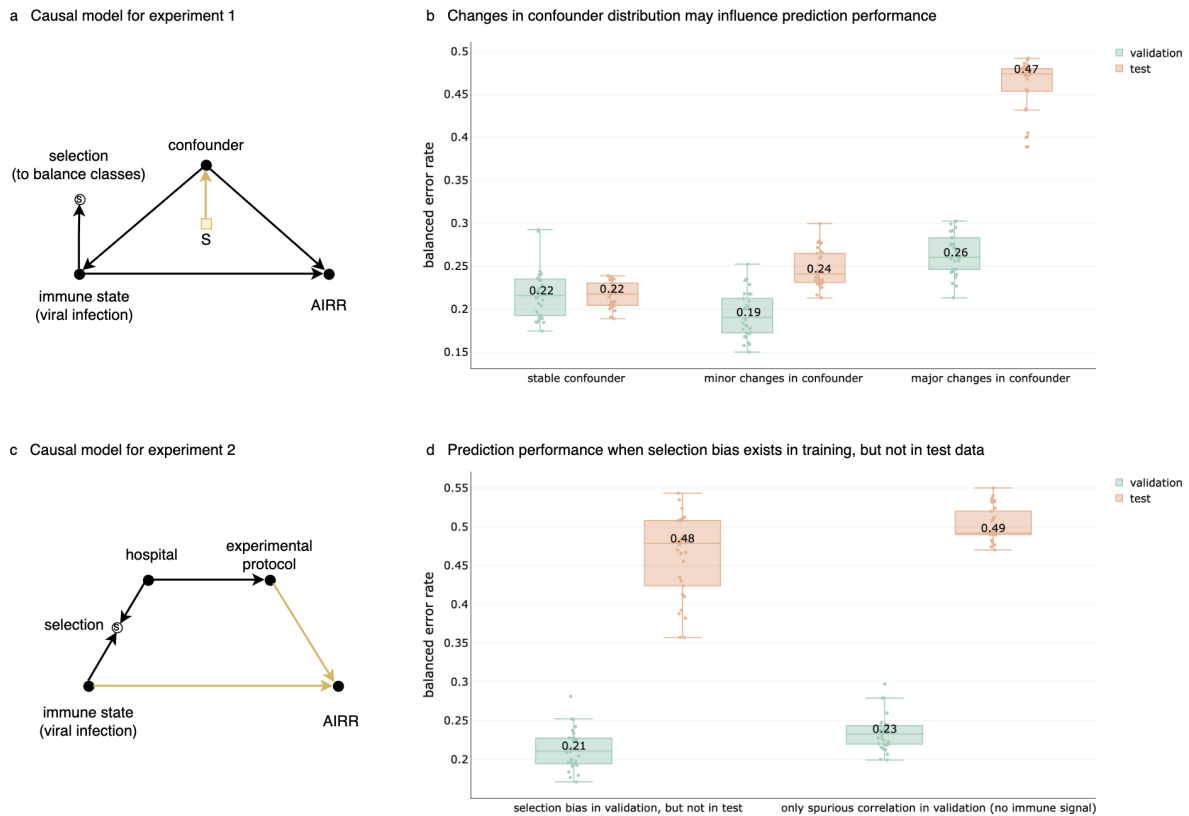 a Causal model for experiment 1
selection
(to balance classes)
S
confounder
S
immune state
(viral infection)
AIRR
b Changes in confounder distribution may influence prediction performance
balanced error rate
0.5
0.45
0.4
0.35
0.3
0.25
0.2
0.15
0.22
0.22
0.19
0.24
0.26
0.47
stable confounder
minor changes in confounder
major changes in confounder
validation
test
c Causal model for experiment 2
hospital
experimental
protocol
selection
S
immune state
(viral infection)
AIRR
d Prediction performance when selection bias exists in training, but not in test data
balanced error rate
0.55
0.5
0.45
0.4
0.35
0.3
0.25
0.2
0.21
0.48
0.23
0.49
selection bias in validation, but not in test
only spurious correlation in validation (no immune signal)
validation
test